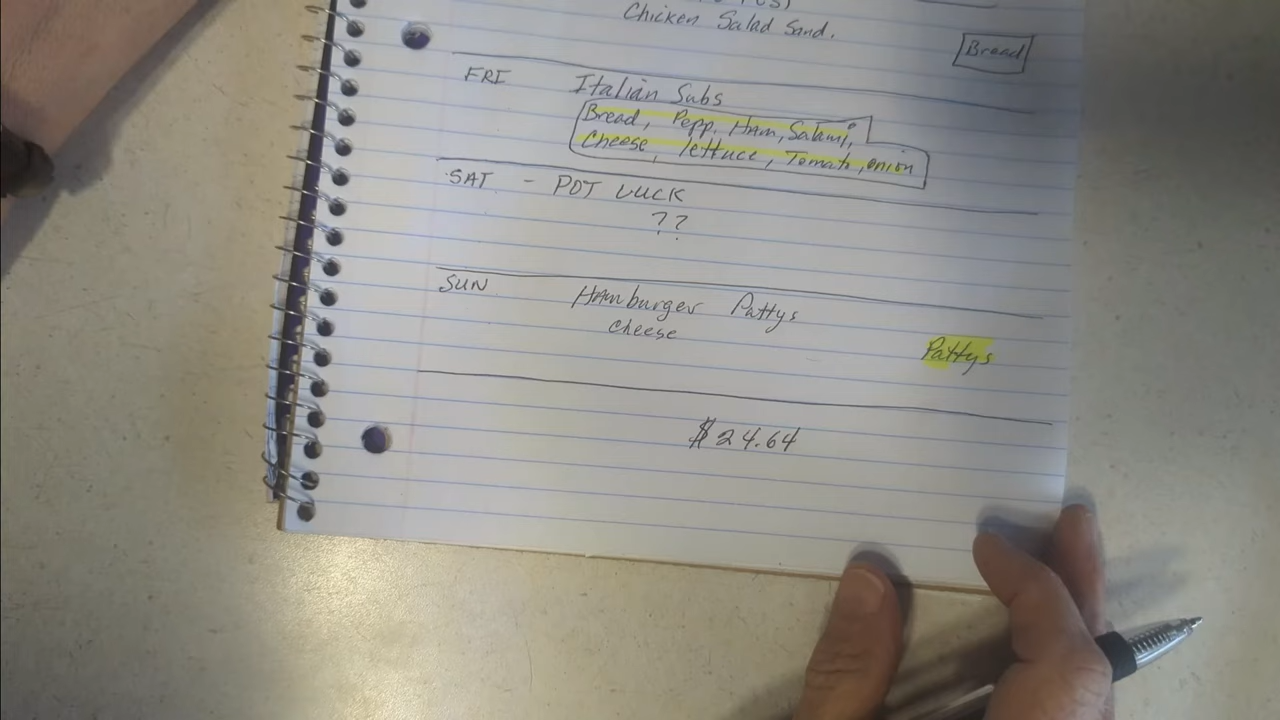 Chicken Salad Sand.
Bread
FRI Italian Subs
Bread, Pepp, Ham, Salami,
Cheese, lettuce, Tomato, onion
SAT - POT LUCK
??
SUN Hamburger Pattys
cheese
Pattys
$24.64